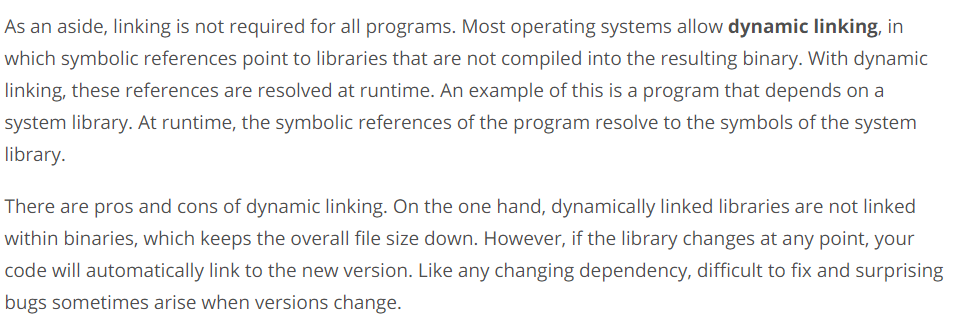 As an aside, linking is not required for all programs. Most operating systems allow dynamic linking, in
which symbolic references point to libraries that are not compiled into the resulting binary. With dynamic
linking, these references are resolved at runtime. An example of this is a program that depends on a
system library. At runtime, the symbolic references of the program resolve to the symbols of the system
library.
There are pros and cons of dynamic linking. On the one hand, dynamically linked libraries are not linked
within binaries, which keeps the overall file size down. However, if the library changes at any point, your
code will automatically link to the new version. Like any changing dependency, difficult to fix and surprising
bugs sometimes arise when versions change.